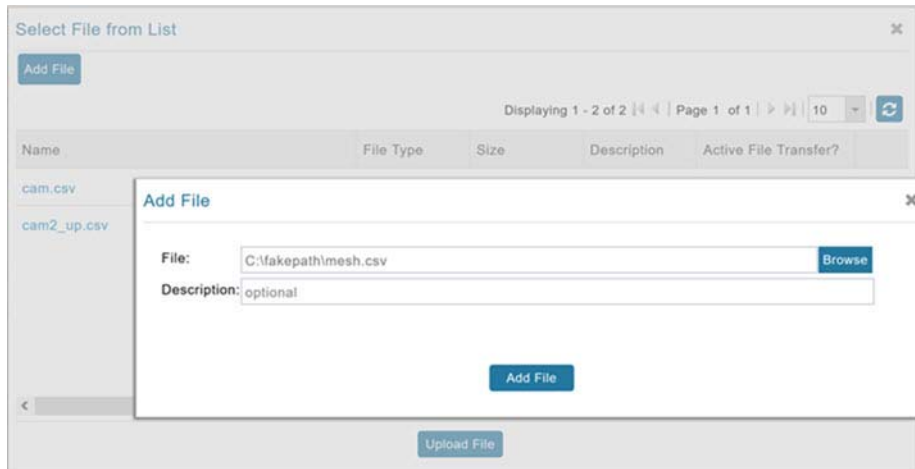 Select File from List
Add File
Displaying 1 - 2 of 2 | Page 1 of 1 | 10
Name File Type Size Description Active File Transfer?
cam.csv
cam2_up.csv
Add File
File: C:\fakepath\mesh.csv Browse
Description: optional
Add File
Upload File